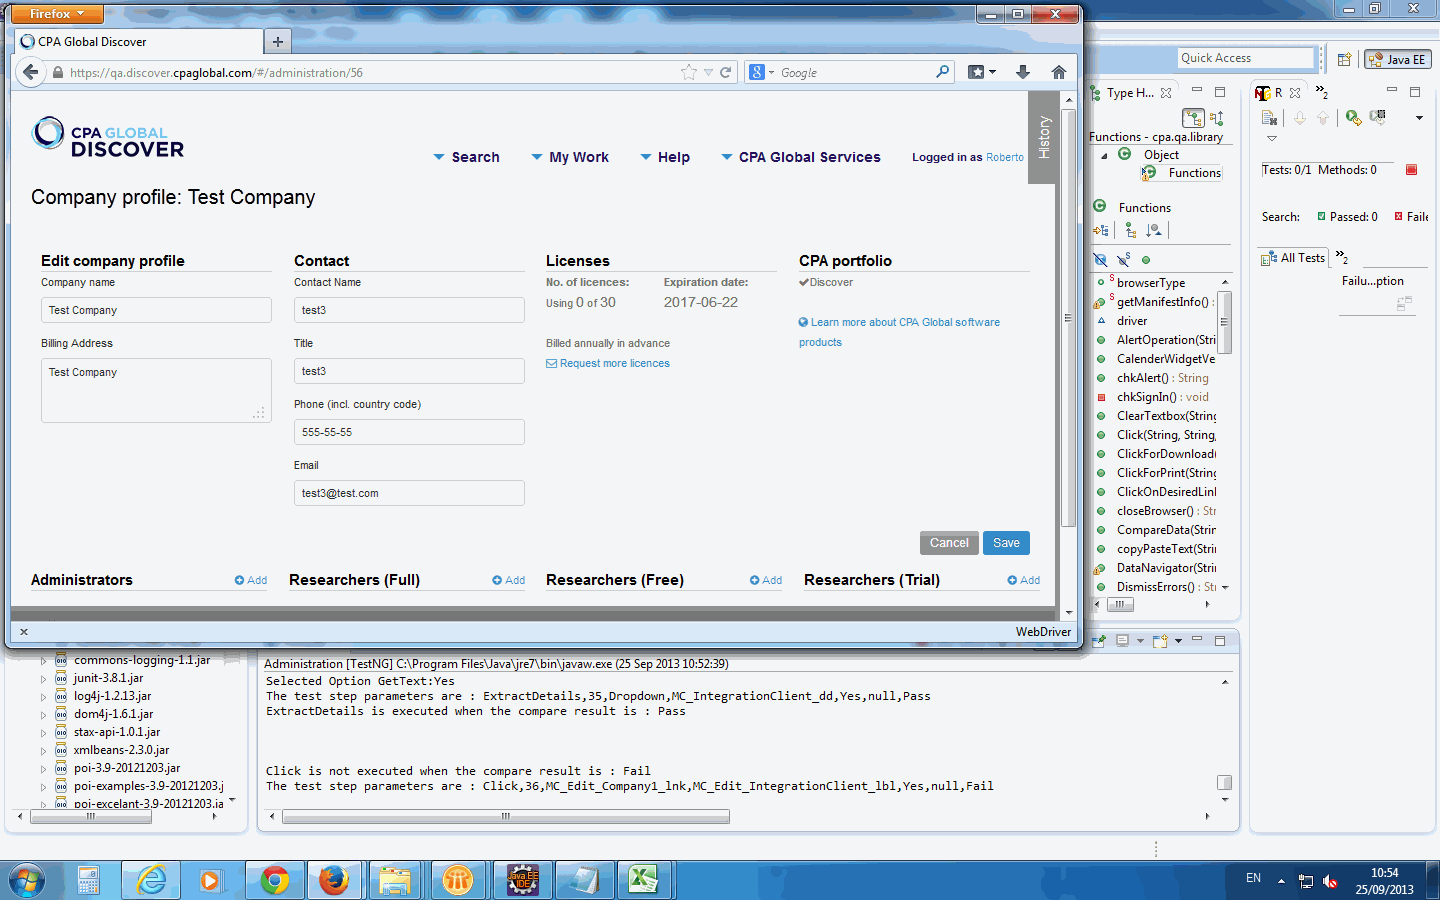 Firefox
CPA Global Discover
https://qa.discover.cpaglobal.com/#/administration/56
Google
CPA GLOBAL
DISCOVER
Search
My Work
Help
CPA Global Services
Logged in as Roberto
History
Company profile: Test Company
Edit company profile
Company name
Test Company
Billing Address
Test Company
Contact
Contact Name
test3
Title
test3
Phone (incl. country code)
555-55-55
Email
test3@test.com
Licenses
No. of licences:
Using 0 of 30
Expiration date:
2017-06-22
Billed annually in advance
Request more licences
CPA portfolio
Discover
Learn more about CPA Global software
products
Cancel
Save
Administrators
Add
Researchers (Full)
Add
Researchers (Free)
Add
Researchers (Trial)
Add
WebDriver
Quick Access
Java EE
Type H...
Functions - cpa.qa.library
Object
Functions
Functions
browserType
getManifestInfo() :
driver
AlertOperation(Stri
CalenderWidgetVe
chkAlert() : String
chkSignIn() : void
ClearTextbox(String
Click(String, String,
ClickForDownload(
ClickForPrint(String
ClickOnDesiredLinl
closeBrowser() : Str
CompareData(Strin
copyPasteText(Strin
DataNavigator(Strin
DismissErrors() : St
R
Tests: 0/1 Methods: 0
Search:
Passed: 0
Faile
All Tests
Failu...ption
commons-logging-1.1.jar
junit-3.8.1.jar
log4j-1.2.13.jar
dom4j-1.6.1.jar
stax-api-1.0.1.jar
xmlbeans-2.3.0.jar
poi-3.9-20121203.jar
poi-examples-3.9-20121203.j
poi-excelant-3.9-20121203.ja
Administration [TestNG] C:\Program Files\Java\jre7\bin\javaw.exe (25 Sep 2013 10:52:39)
Selected Option GetText:Yes
The test step parameters are : ExtractDetails,35,Dropdown,MC_IntegrationClient_dd,Yes,null,Pass
ExtractDetails is executed when the compare result is : Pass
Click is not executed when the compare result is : Fail
The test step parameters are : Click,36,MC_Edit_Company1_lnk,MC_Edit_IntegrationClient_lbl,Yes,null,Fail
Java EE
IDE
EN
10:54
25/09/2013